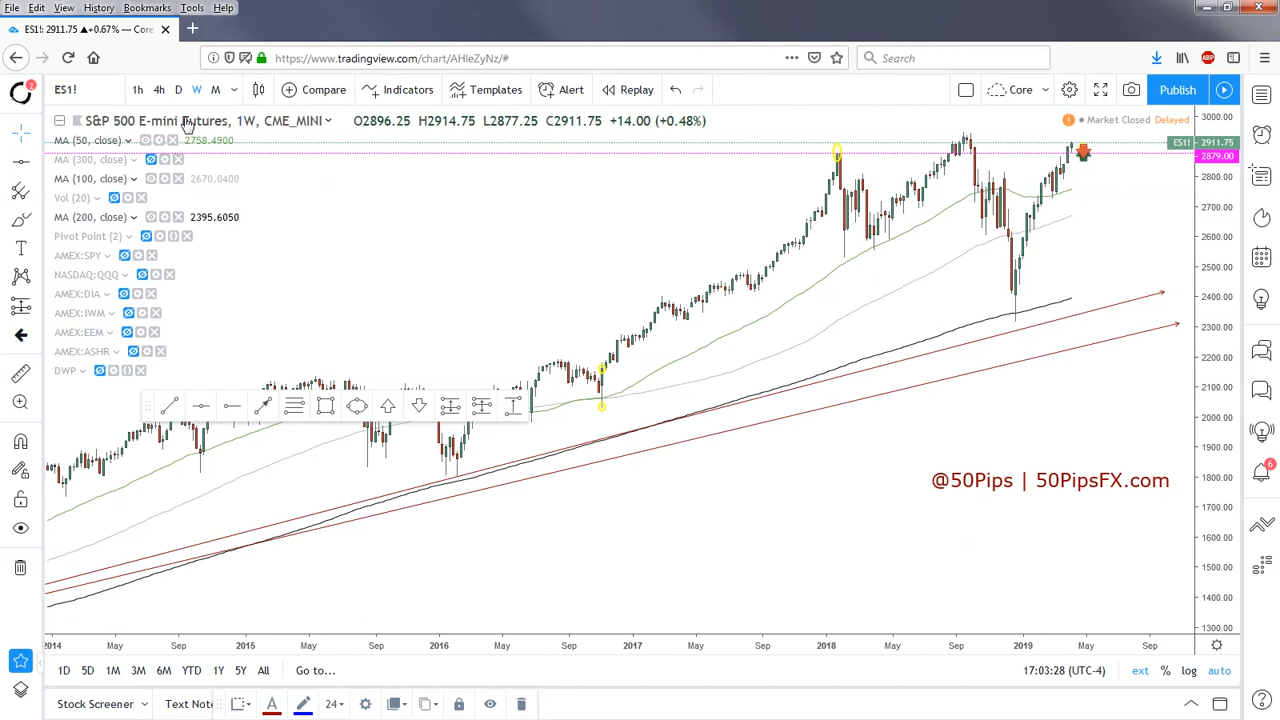 File Edit View History Bookmarks Tools Help
ES1!: 2911.75 ▲+0.67% — Core
https://www.tradingview.com/chart/AHIeZyNz/#
Search
ABP
2
ES1!
1h 4h D W M
Compare
Indicators
Templates
Alert
Replay
Core
Publish
S&P 500 E-mini Futures, 1W, CME_MINI O2896.25 H2914.75 L2877.25 C2911.75 +14.00 (+0.48%)
Market Closed Delayed
MA (50, close) 2758.4900
MA (300, close)
MA (100, close) 2670.0400
Vol (20)
MA (200, close) 2395.6050
Pivot Point (2)
AMEX:SPY
NASDAQ:QQQ
AMEX:DIA
AMEX:IWM
AMEX:EEM
AMEX:ASHR
DWP
3000.00
ES1! 2911.75
2879.00
2800.00
2700.00
2600.00
2500.00
2400.00
2300.00
2200.00
2100.00
2000.00
1900.00
1800.00
1700.00
1600.00
1500.00
1400.00
1300.00
@50Pips | 50PipsFX.com
6
2014 May Sep 2015 May Sep 2016 May Sep 2017 May Sep 2018 May Sep 2019 May Sep
1D 5D 1M 3M 6M YTD 1Y 5Y All Go to...
17:03:28 (UTC-4) ext % log auto
Stock Screener Text Note
A
24